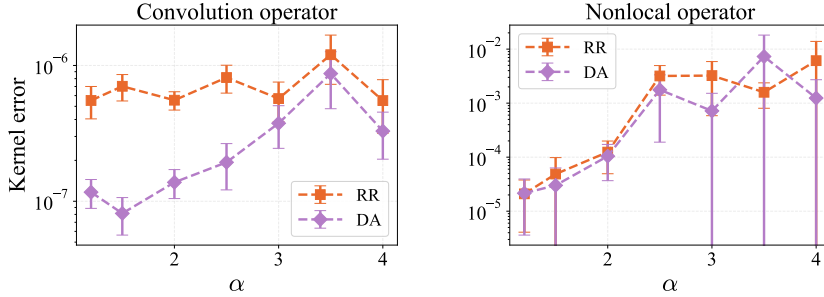 Convolution operator
Kernel error
10⁻⁶
10⁻⁷
2
3
4
α
RR
DA
Nonlocal operator
10⁻²
10⁻³
10⁻⁴
10⁻⁵
2
3
4
α
RR
DA